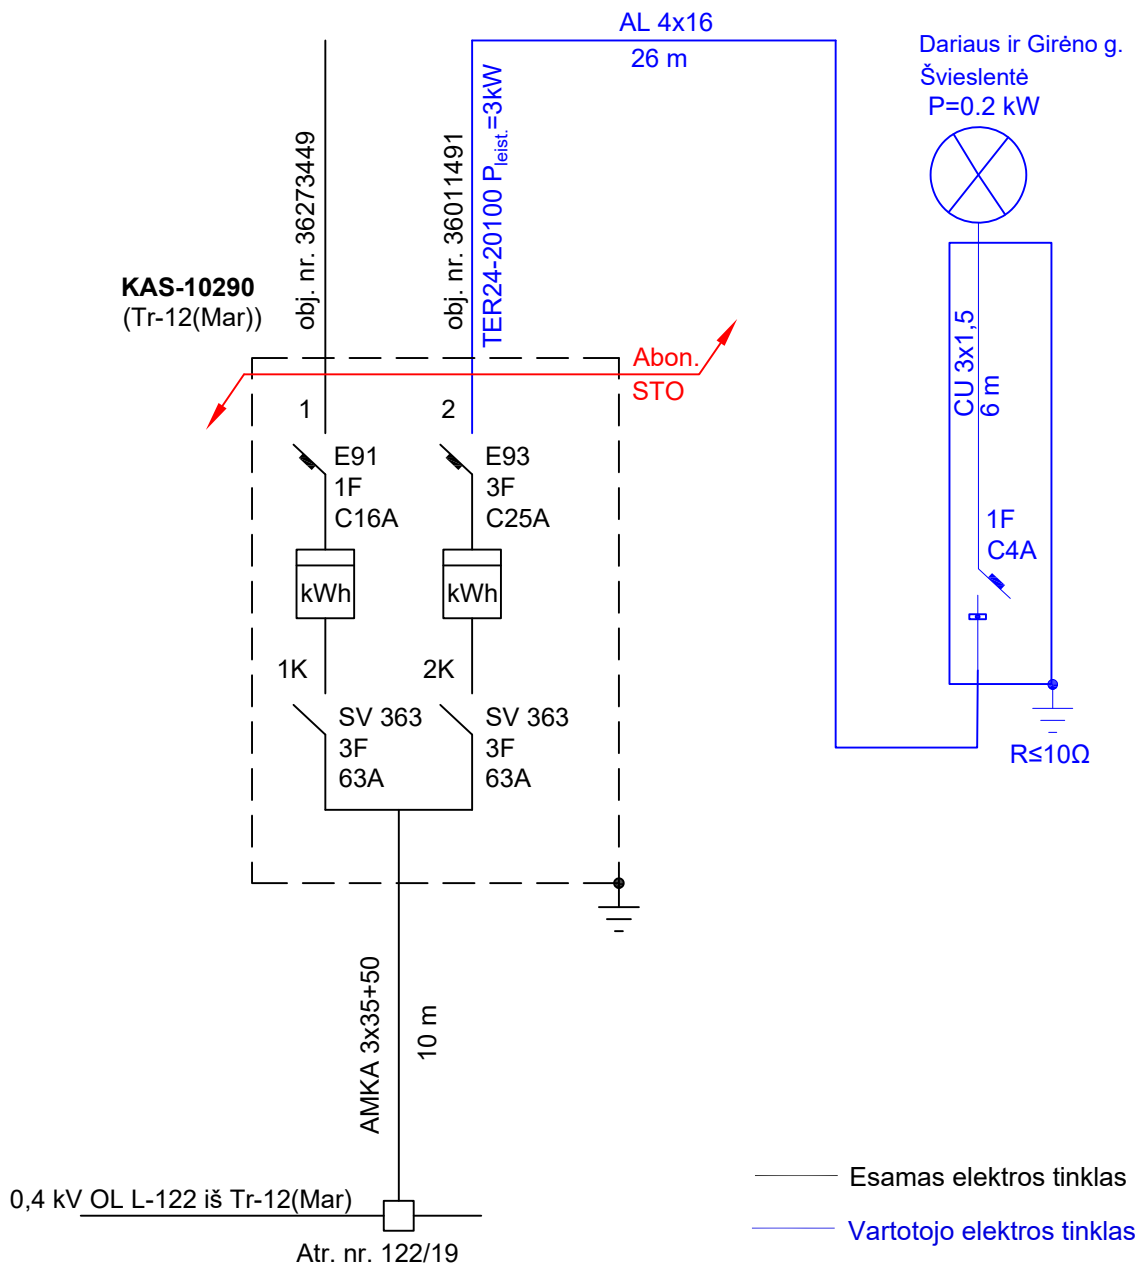 AL 4x16
26 m
Dariaus ir Girėno g.
Švieslentė
P=0.2 kW
obj. nr. 36273449
obj. nr. 36011491
TER24-20100 Pleist.=3kW
KAS-10290
(Tr-12(Mar))
Abon.
STO
1
2
E91
1F
C16A
E93
3F
C25A
kWh
kWh
1K
2K
SV 363
3F
63A
SV 363
3F
63A
CU 3x1,5
6 m
1F
C4A
R≤10Ω
AMKA 3x35+50
10 m
0,4 kV OL L-122 iš Tr-12(Mar)
Atr. nr. 122/19
Esamas elektros tinklas
Vartotojo elektros tinklas